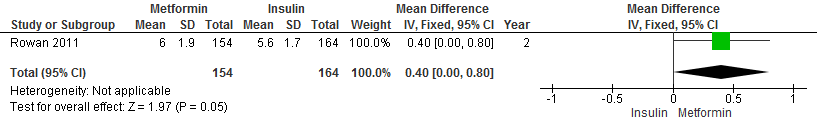 Metformin Insulin Mean Difference Mean Difference
Study or Subgroup Mean SD Total Mean SD Total Weight IV, Fixed, 95% CI Year IV, Fixed, 95% CI
Rowan 2011 6 1.9 154 5.6 1.7 164 100.0% 0.40 [0.00, 0.80] 2
Total (95% CI) 154 164 100.0% 0.40 [0.00, 0.80]
Heterogeneity: Not applicable
Test for overall effect: Z = 1.97 (P = 0.05)
-1 -0.5 0 0.5 1
Insulin Metformin